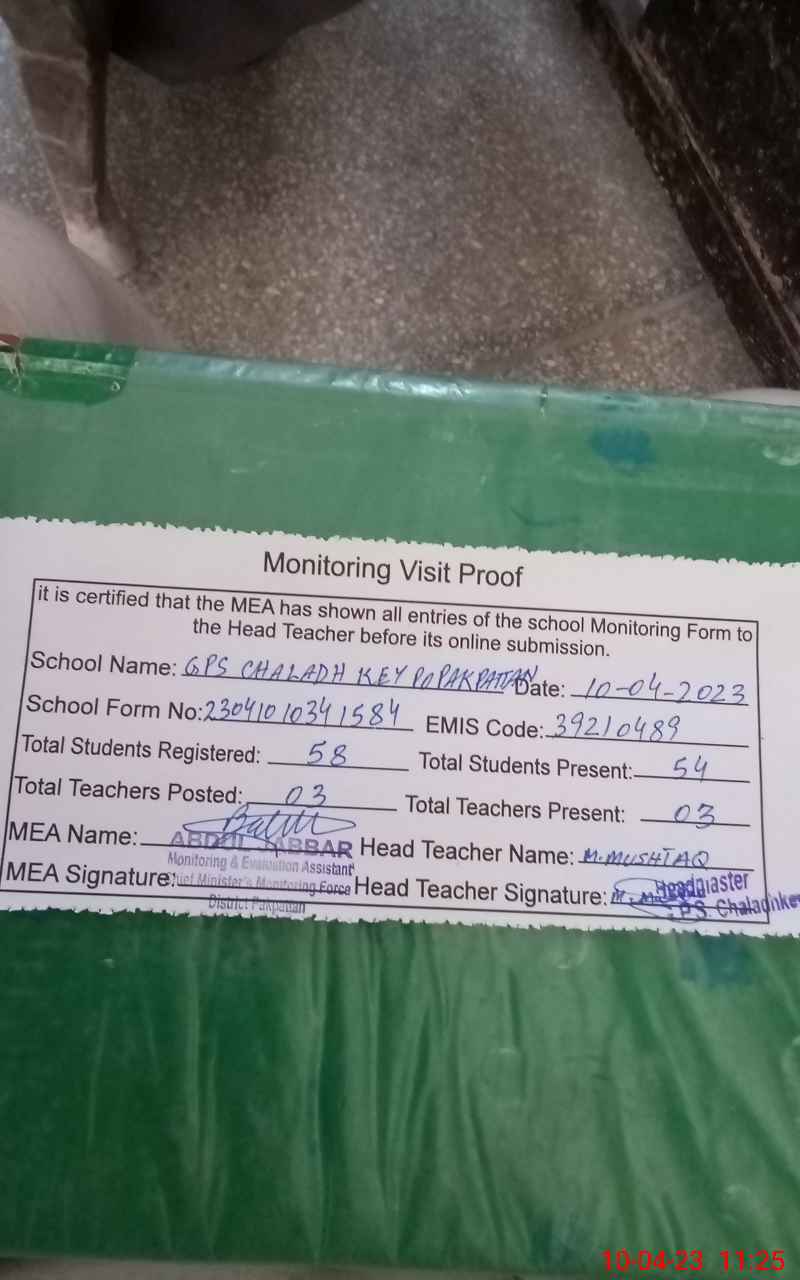 Monitoring Visit Proof
it is certified that the MEA has shown all entries of the school Monitoring Form to
the Head Teacher before its online submission.
School Name: GPS CHALADH KEY PO PAKPATTAN Date: 10-04-2023
School Form No: 2304101034 1584 EMIS Code: 39210489
Total Students Registered: 58 Total Students Present: 54
Total Teachers Posted: 03 Total Teachers Present: 03
MEA Name: ABDUL JABBAR Head Teacher Name: M.MUSHTAQ
Monitoring & Evaluation Assistant
MEA Signature: Chief Minister's Monitoring Force Head Teacher Signature: Headmaster
District Pakpattan G.P.S. Chaladhkey
10-04-23 11:25